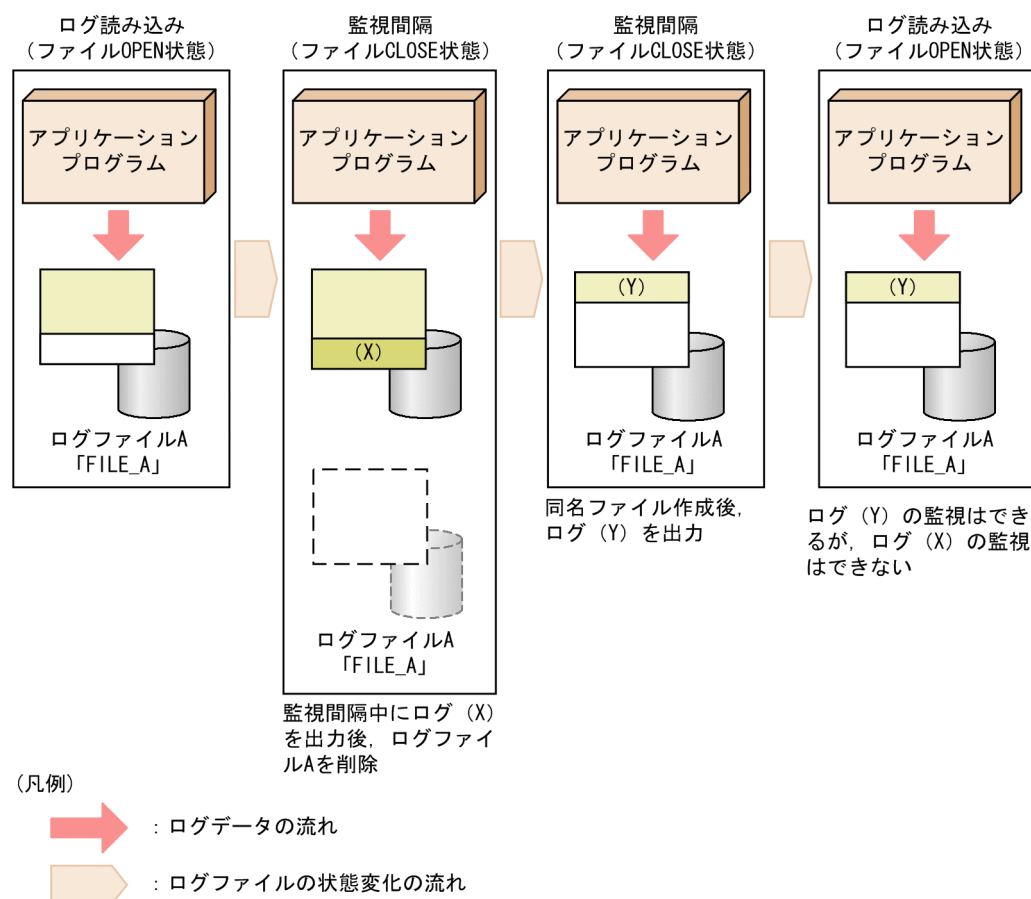 ログ読み込み
(ファイルOPEN状態)
アプリケーション
プログラム
ログファイルA
「FILE_A」
監視間隔
(ファイルCLOSE状態)
アプリケーション
プログラム
(X)
ログファイルA
「FILE_A」
ログファイルA
「FILE_A」
監視間隔中にログ(X)
を出力後,ログファイ
ルAを削除
監視間隔
(ファイルCLOSE状態)
アプリケーション
プログラム
(Y)
ログファイルA
「FILE_A」
同名ファイル作成後,
ログ(Y)を出力
ログ読み込み
(ファイルOPEN状態)
アプリケーション
プログラム
(Y)
ログファイルA
「FILE_A」
ログ(Y)の監視はでき
るが,ログ(X)の監視
はできない
(凡例)
:ログデータの流れ
:ログファイルの状態変化の流れ